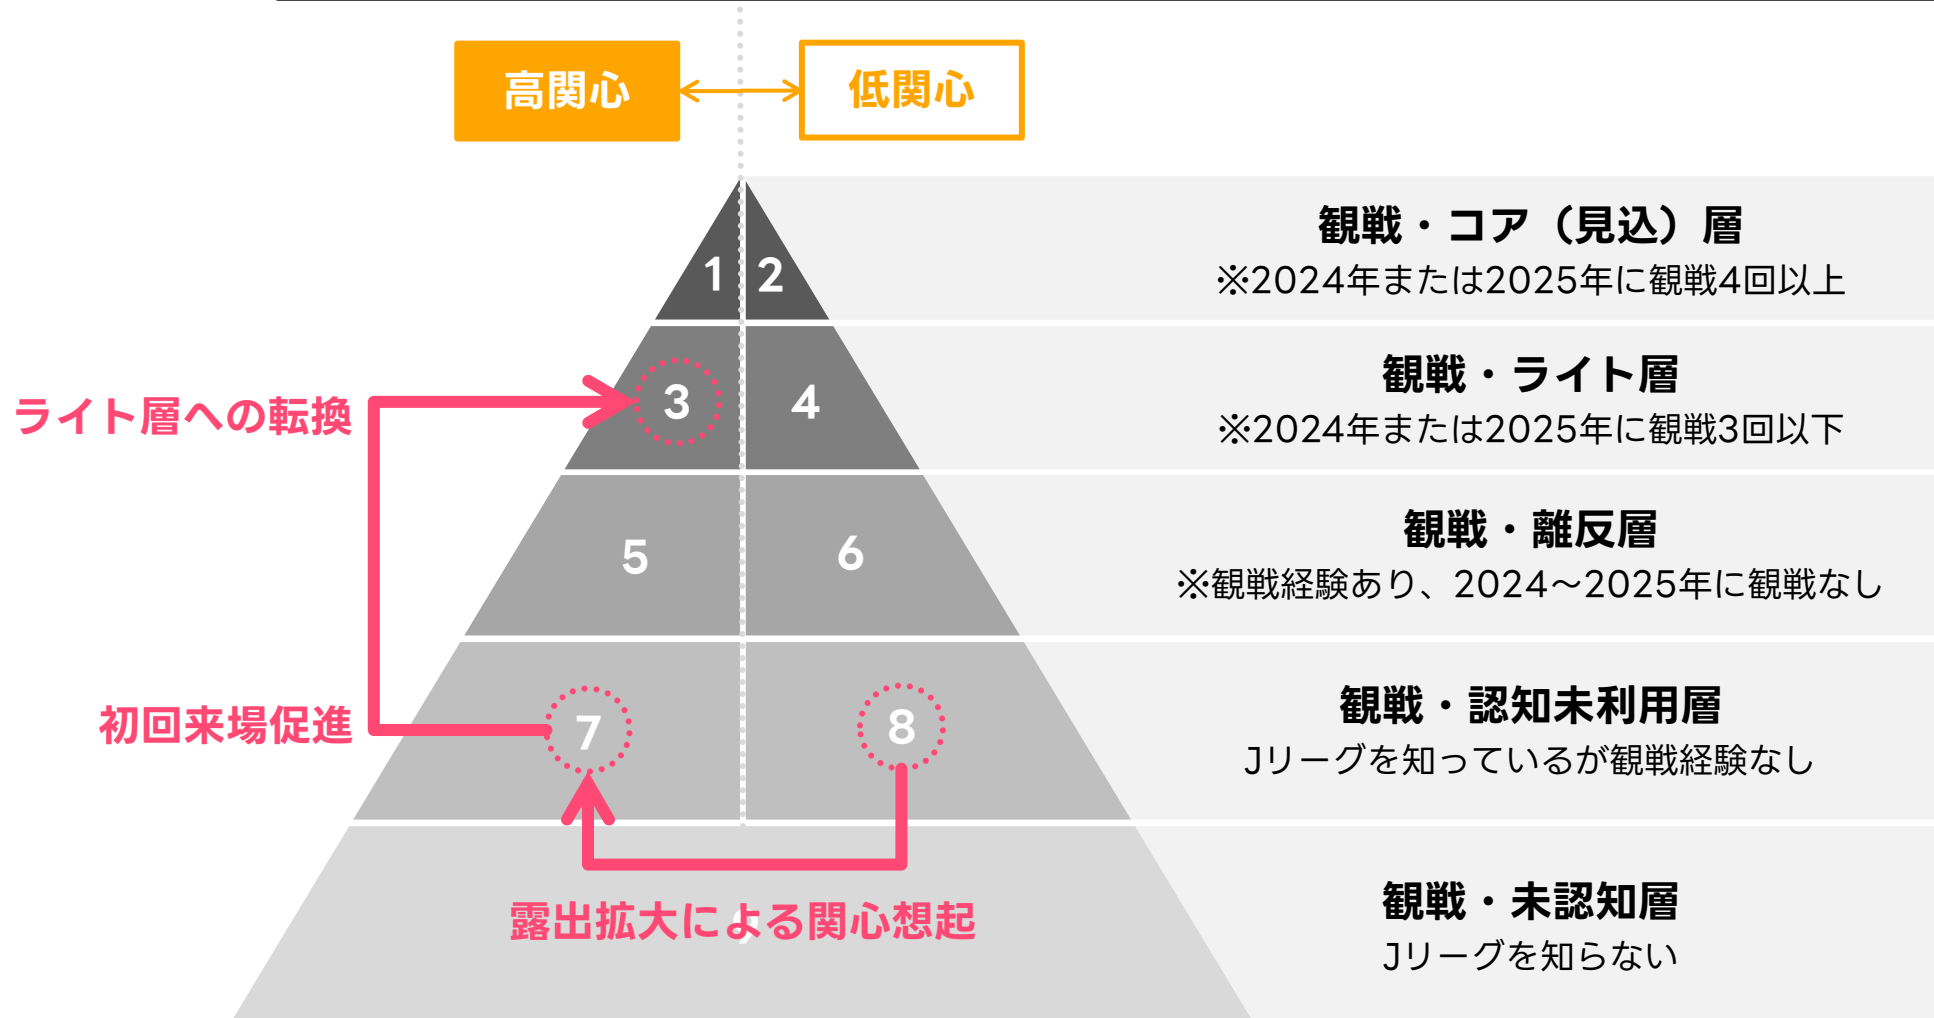 高関心
低関心
1
2
観戦・コア（見込）層
※2024年または2025年に観戦4回以上
ライト層への転換
3
4
観戦・ライト層
※2024年または2025年に観戦3回以下
5
6
観戦・離反層
※観戦経験あり、2024～2025年に観戦なし
初回来場促進
7
8
観戦・認知未利用層
Jリーグを知っているが観戦経験なし
露出拡大による関心想起
9
観戦・未認知層
Jリーグを知らない